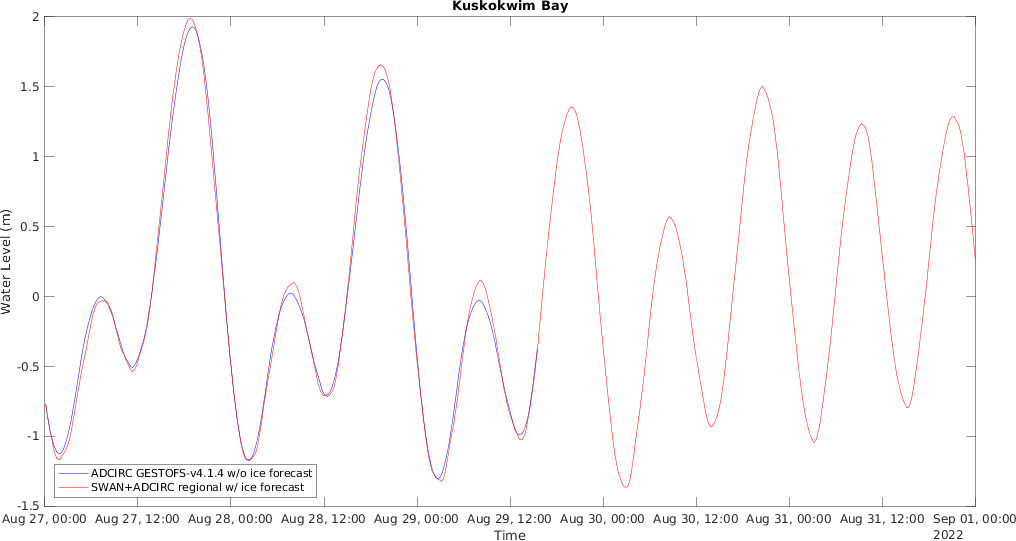 Kuskokwim Bay
Water Level (m)
2
1.5
1
0.5
0
-0.5
-1
-1.5
ADCIRC GESTOFS-v4.1.4 w/o ice forecast
SWAN+ADCIRC regional w/ ice forecast
Aug 27, 00:00 Aug 27, 12:00 Aug 28, 00:00 Aug 28, 12:00 Aug 29, 00:00 Aug 29, 12:00 Aug 30, 00:00 Aug 30, 12:00 Aug 31, 00:00 Aug 31, 12:00 Sep 01, 00:00
Time
2022